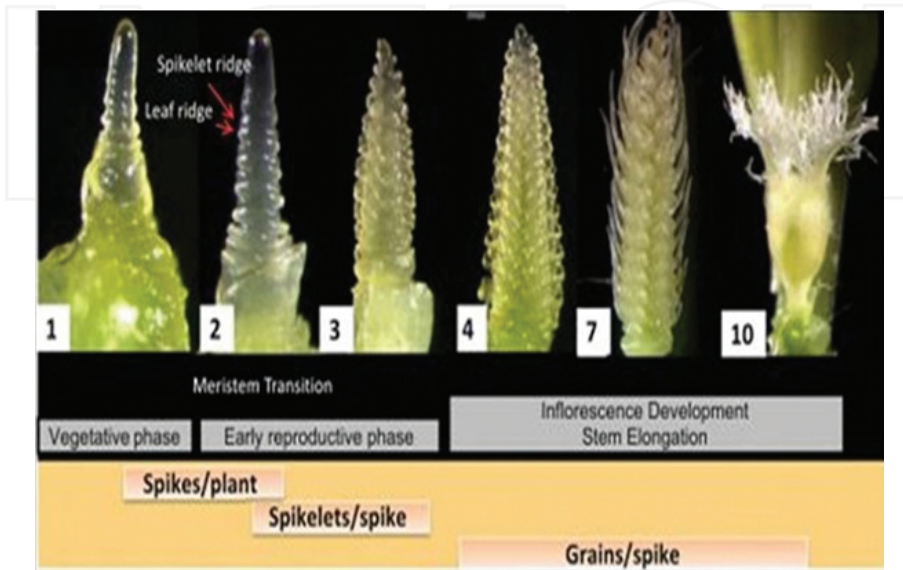 Spikelet ridge
Leaf ridge
1
2
3
4
7
10
Meristem Transition
Vegetative phase
Early reproductive phase
Inflorescence Development
Stem Elongation
Spikes/plant
Spikelets/spike
Grains/spike